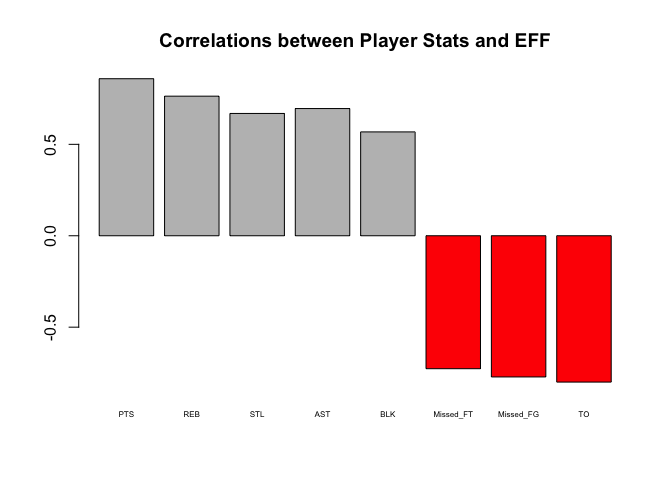 Correlations between Player Stats and EFF
0.5
0.0
-0.5
PTS REB STL AST BLK Missed_FT Missed_FG TO